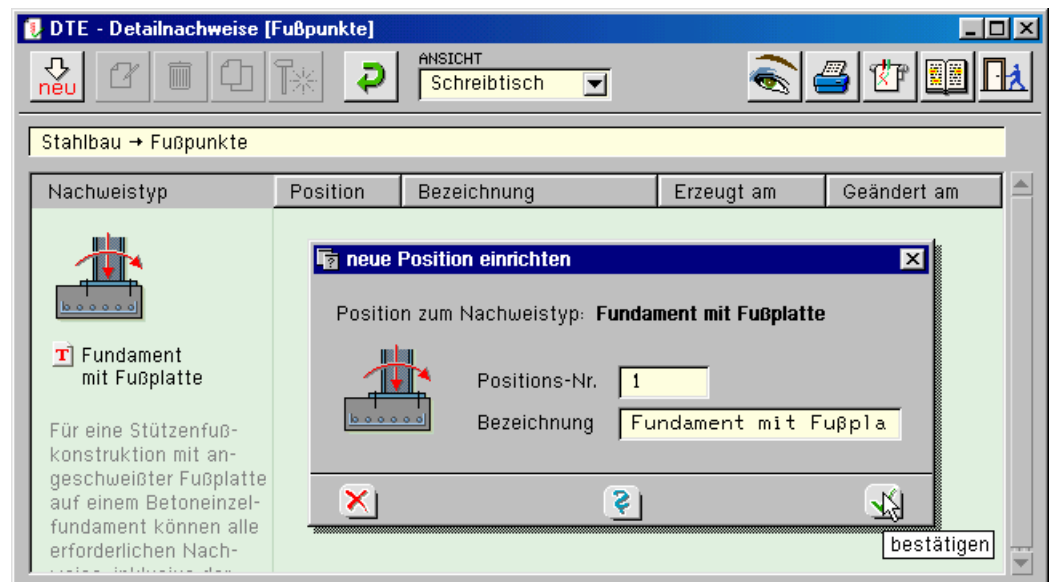 DTE - Detailnachweise [Fußpunkte]
neu
ANSICHT
Schreibtisch
Stahlbau → Fußpunkte
Nachweistyp
Position
Bezeichnung
Erzeugt am
Geändert am
T Fundament
mit Fußplatte
Für eine Stützenfuß-
konstruktion mit an-
geschweißter Fußplatte
auf einem Betoneinzel-
fundament können alle
erforderlichen Nach-
neue Position einrichten
Position zum Nachweistyp: Fundament mit Fußplatte
Positions-Nr. 1
Bezeichnung Fundament mit Fußpla
bestätigen